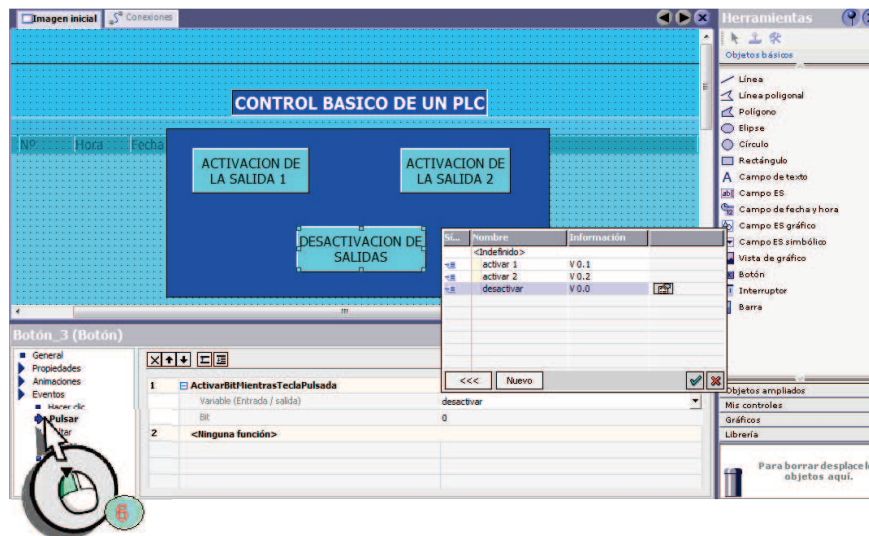 Imagen inicial
Conexiones
CONTROL BASICO DE UN PLC
Nº Hora Fecha
ACTIVACION DE
LA SALIDA 1
ACTIVACION DE
LA SALIDA 2
DESACTIVACION DE
SALIDAS
Sí... Nombre Información
<Indefinido>
activar 1 V 0.1
activar 2 V 0.2
desactivar V 0.0
<<< Nuevo
Botón_3 (Botón)
General
Propiedades
Animaciones
Eventos
Hacer clic
Pulsar
1 ActivarBitMientrasTeclaPulsada
Variable (Entrada / salida) desactivar
Bit 0
2 <Ninguna función>
6
Herramientas
Objetos básicos
Línea
Línea poligonal
Polígono
Elipse
Círculo
Rectángulo
A Campo de texto
ab Campo ES
Campo de fecha y hora
Campo ES gráfico
Campo ES simbólico
Vista de gráfico
Botón
Interruptor
Barra
Objetos ampliados
Mis controles
Gráficos
Librería
Para borrar desplace l
objetos aquí.